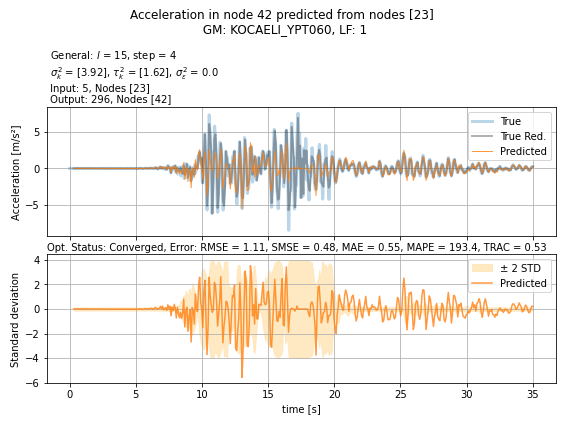 Acceleration in node 42 predicted from nodes [23]
GM: KOCAELI_YPT060, LF: 1
General: l = 15, step = 4
σ²ₖ = [3.92], τ²ₖ = [1.62], σ²ε = 0.0
Input: 5, Nodes [23]
Output: 296, Nodes [42]
Acceleration [m/s²]
5
0
−5
True
True Red.
Predicted
Opt. Status: Converged, Error: RMSE = 1.11, SMSE = 0.48, MAE = 0.55, MAPE = 193.4, TRAC = 0.53
Standard deviation
4
2
0
−2
−4
−6
± 2 STD
Predicted
0 5 10 15 20 25 30 35
time [s]